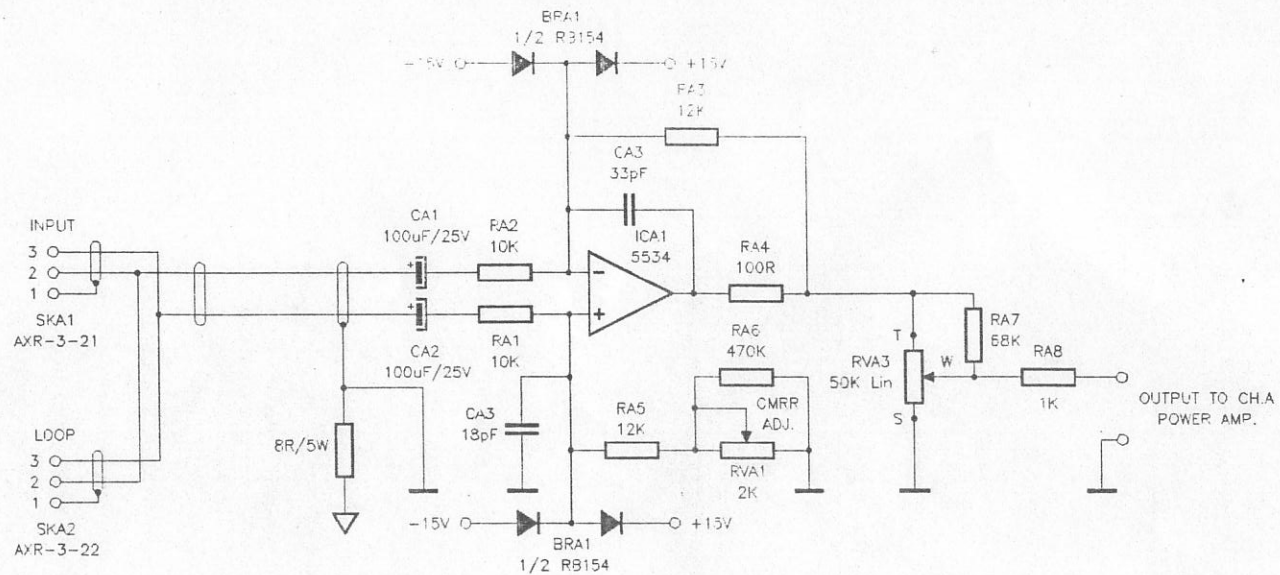 BRA1
1/2 RB154
-15V
+15V
RA3
12K
CA3
33pF
INPUT
3
2
1
SKA1
AXR-3-21
CA1
100uF/25V
RA2
10K
ICA1
5534
-
+
RA4
100R
RA1
10K
CA2
100uF/25V
RA6
470K
T
RVA3
50K Lin
W
S
RA7
68K
RA8
1K
OUTPUT TO CH.A
POWER AMP.
CA3
18pF
RA5
12K
CMRR
ADJ.
RVA1
2K
LOOP
3
2
1
SKA2
AXR-3-22
8R/5W
-15V
+15V
BRA1
1/2 RB154